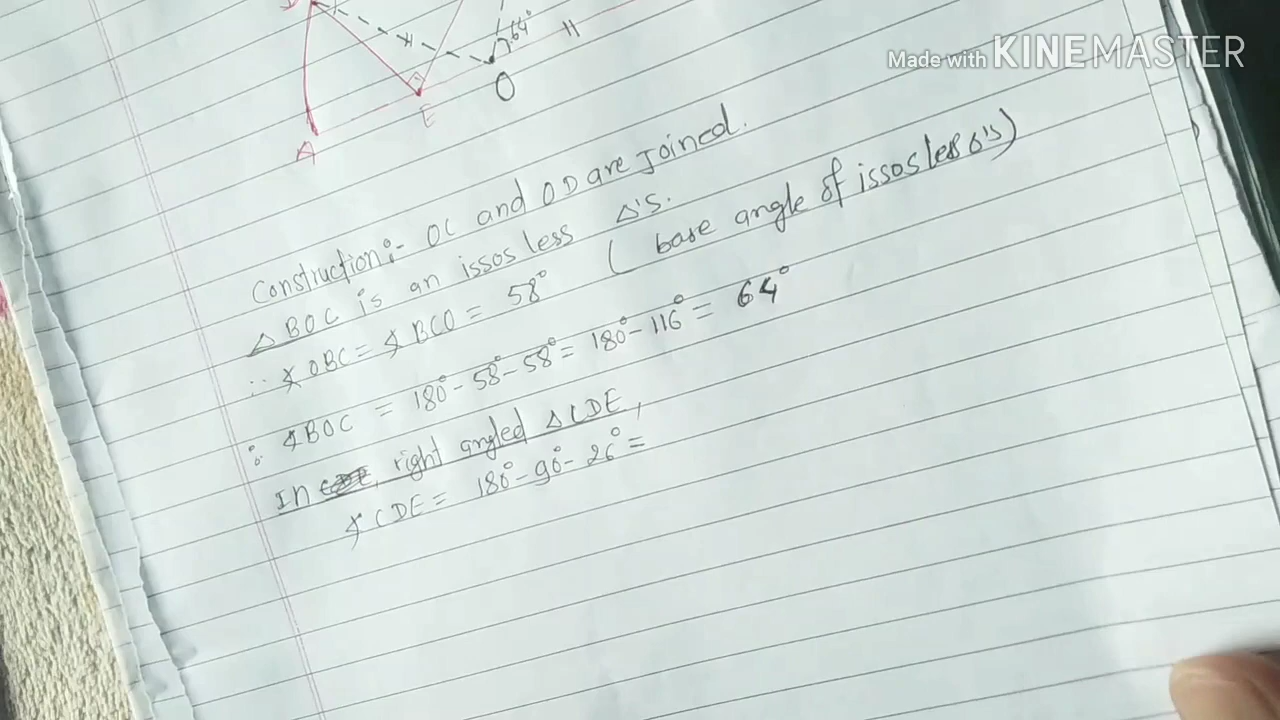 Made with KINEMASTER
64°
O
E
A
Construction:- OC and OD are joined.
△BOC is an issosless △'s.
∴ ∡OBC = ∡BCO = 58° (base angle of issosless △'s)
∴ ∡BOC = 180° - 58° - 58° = 180° - 116° = 64°
In right angled △CDE,
∡CDE = 180° - 90° - 26° =